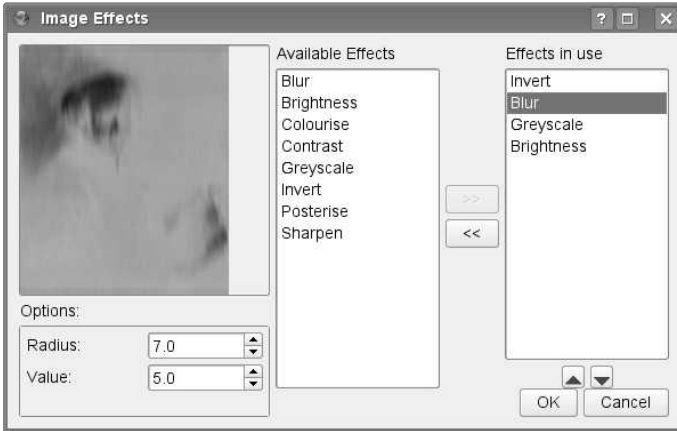 Image Effects
Available Effects
Effects in use
Blur
Brightness
Colourise
Contrast
Greyscale
Invert
Posterise
Sharpen
>>
<<
Invert
Blur
Greyscale
Brightness
Options:
Radius: 7.0
Value: 5.0
OK Cancel